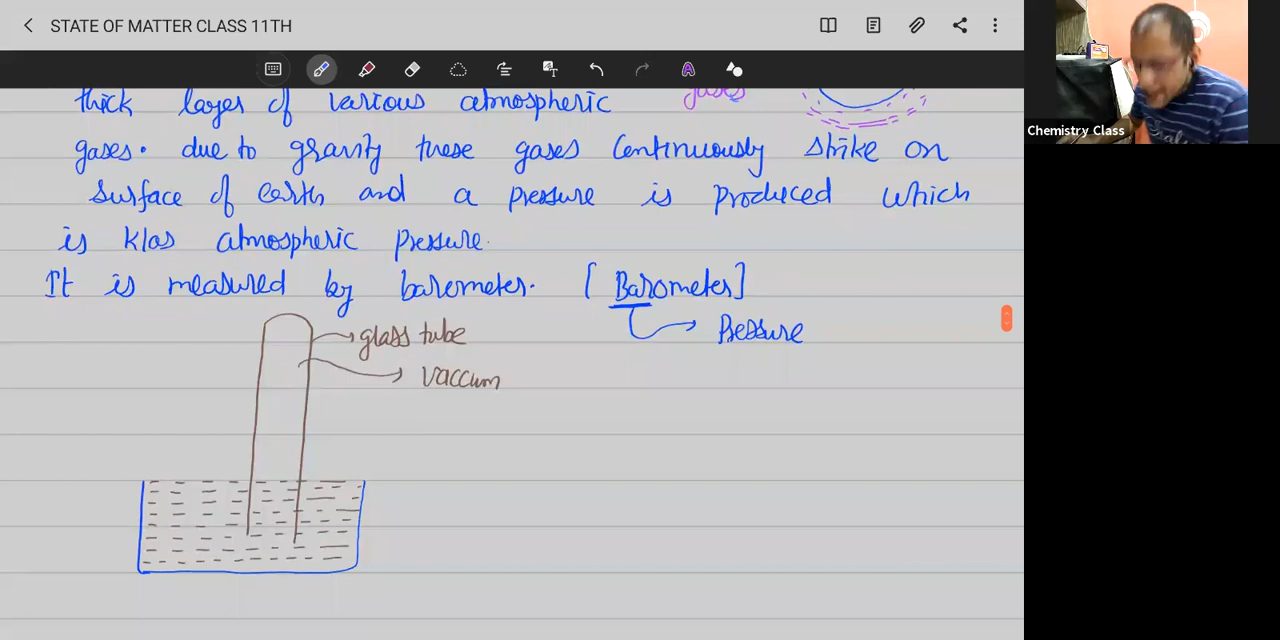 STATE OF MATTER CLASS 11TH
Chemistry Class
thick layer of various atmospheric
gases
gases. due to gravity these gases continuously strike on
surface of earth and a pressure is produced which
is k/as atmospheric pressure.
It is measured by barometer. [Barometer]
Pressure
glass tube
vaccum